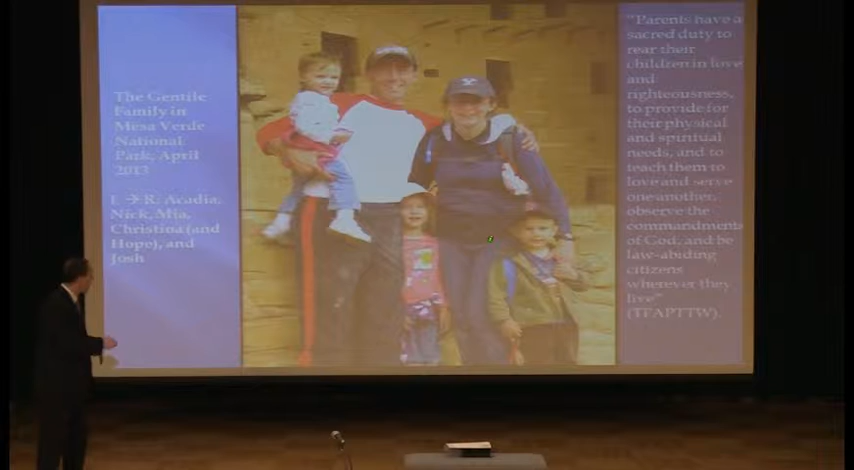 The Gentile
Family in
Mesa Verde
National
Park, April
2013
L → R: Acadia,
Nick, Mia,
Christina (and
Hope), and
Josh
"Parents have a
sacred duty to
rear their
children in love
and
righteousness,
to provide for
their physical
and spiritual
needs, and to
teach them to
love and serve
one another,
observe the
commandments
of God, and be
law-abiding
citizens
wherever they
live"
(TFAPTTW).